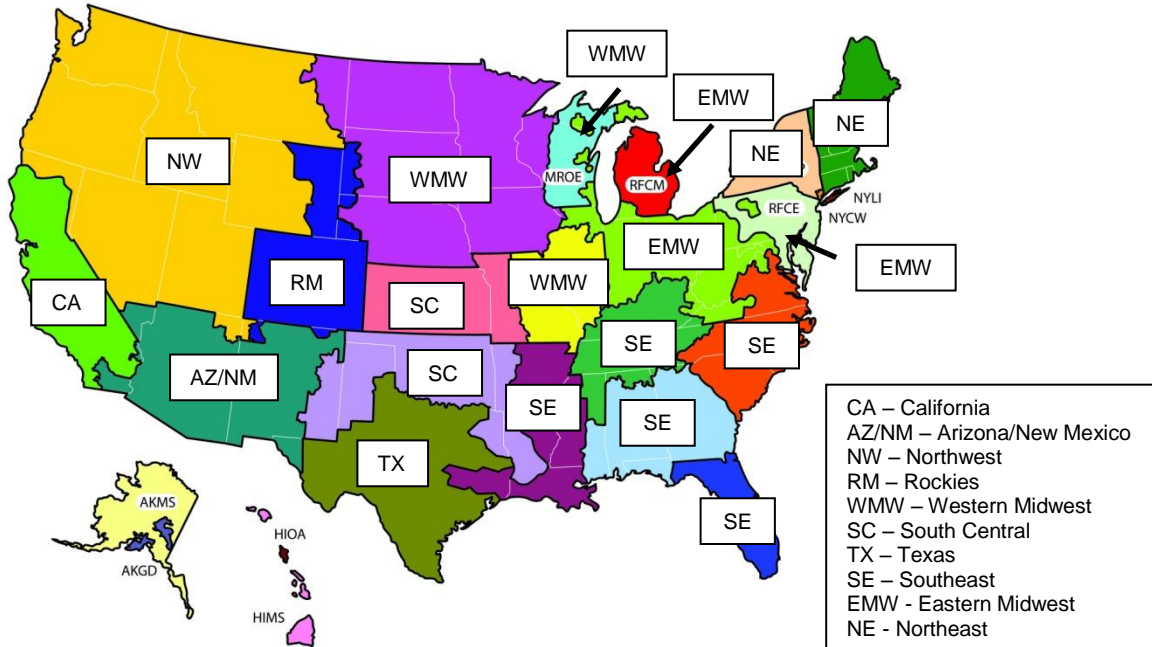 WMW
EMW
NE
NE
NW
WMW
MROE
RFCM
RFCE
NYLI
NYCW
EMW
EMW
RM
CA
SC
WMW
SE
SE
AZ/NM
SC
SE
SE
TX
SE
AKMS
AKGD
HIOA
HIMS
CA – California
AZ/NM – Arizona/New Mexico
NW – Northwest
RM – Rockies
WMW – Western Midwest
SC – South Central
TX – Texas
SE – Southeast
EMW - Eastern Midwest
NE - Northeast